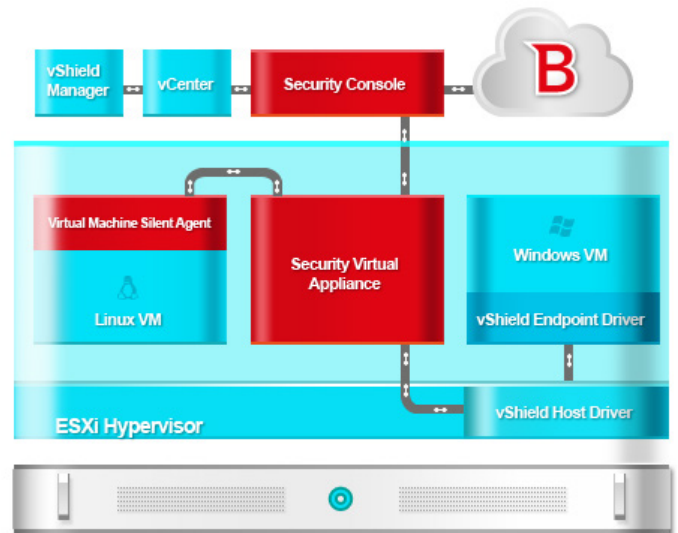 vShield
Manager
vCenter
Security Console
B
Virtual Machine Silent Agent
Linux VM
Security Virtual
Appliance
Windows VM
vShield Endpoint Driver
vShield Host Driver
ESXi Hypervisor